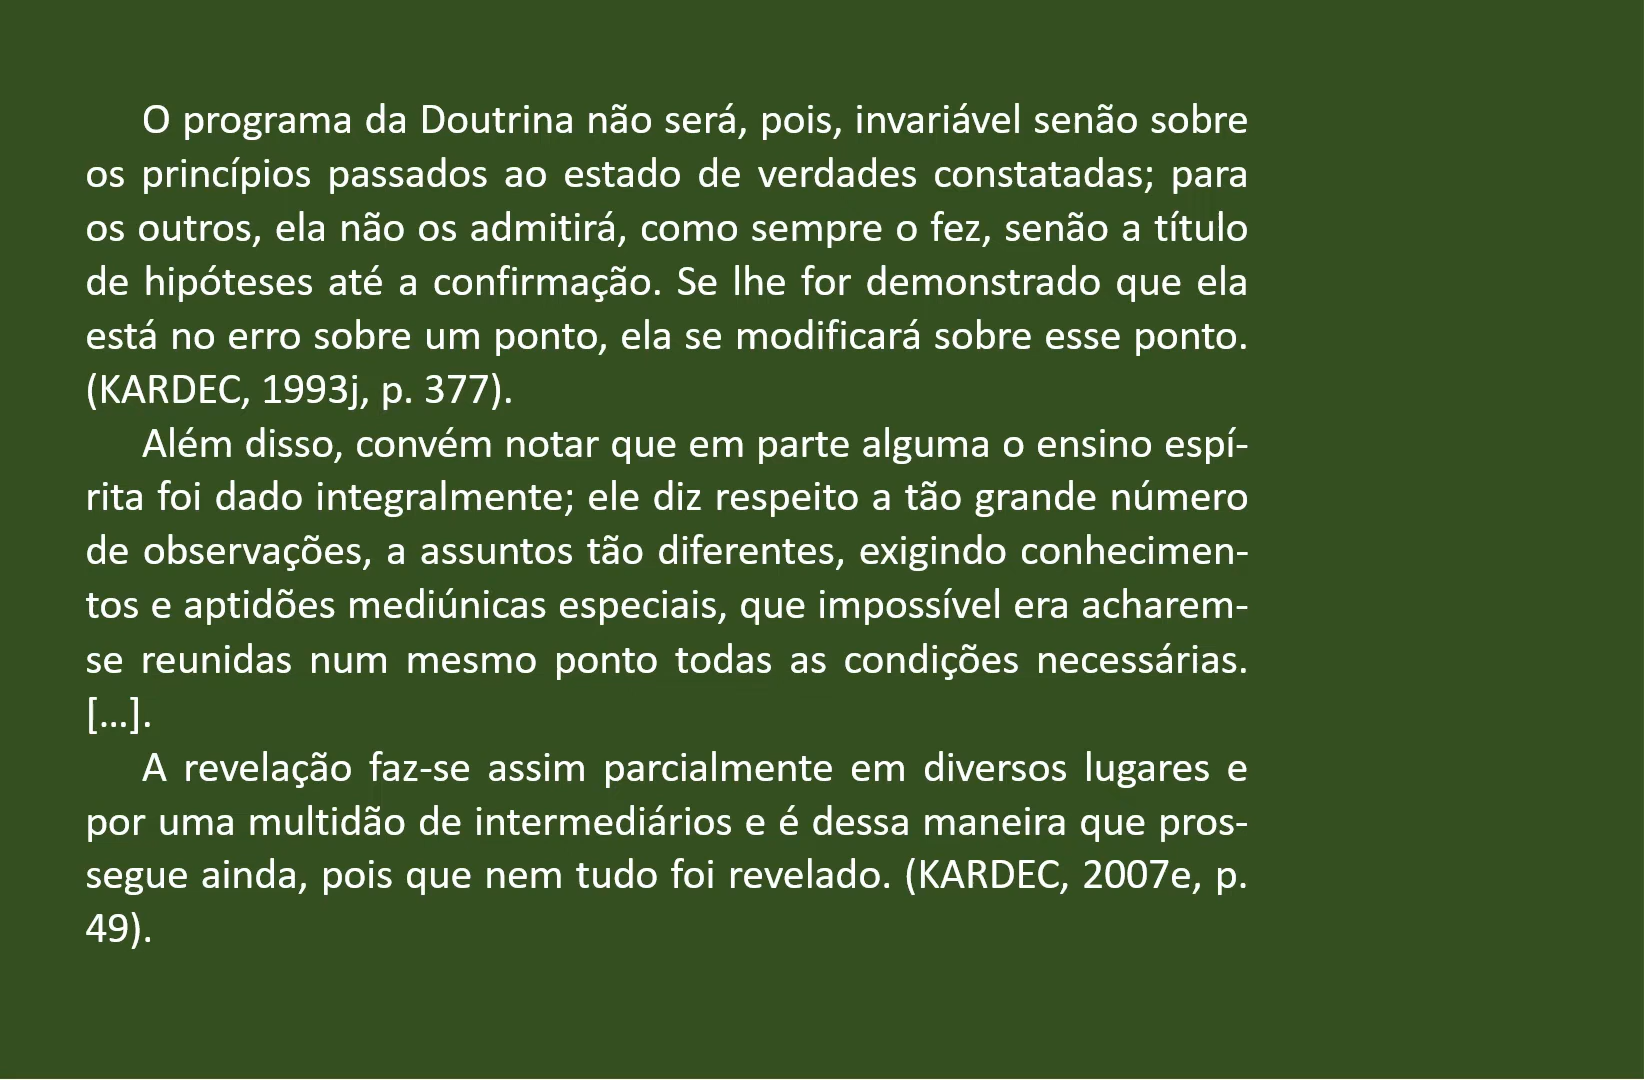 O programa da Doutrina não será, pois, invariável senão sobre
os princípios passados ao estado de verdades constatadas; para
os outros, ela não os admitirá, como sempre o fez, senão a título
de hipóteses até a confirmação. Se lhe for demonstrado que ela
está no erro sobre um ponto, ela se modificará sobre esse ponto.
(KARDEC, 1993j, p. 377).
Além disso, convém notar que em parte alguma o ensino espí-
rita foi dado integralmente; ele diz respeito a tão grande número
de observações, a assuntos tão diferentes, exigindo conhecimen-
tos e aptidões mediúnicas especiais, que impossível era acharem-
se reunidas num mesmo ponto todas as condições necessárias.
[…].
A revelação faz-se assim parcialmente em diversos lugares e
por uma multidão de intermediários e é dessa maneira que pros-
segue ainda, pois que nem tudo foi revelado. (KARDEC, 2007e, p.
49).